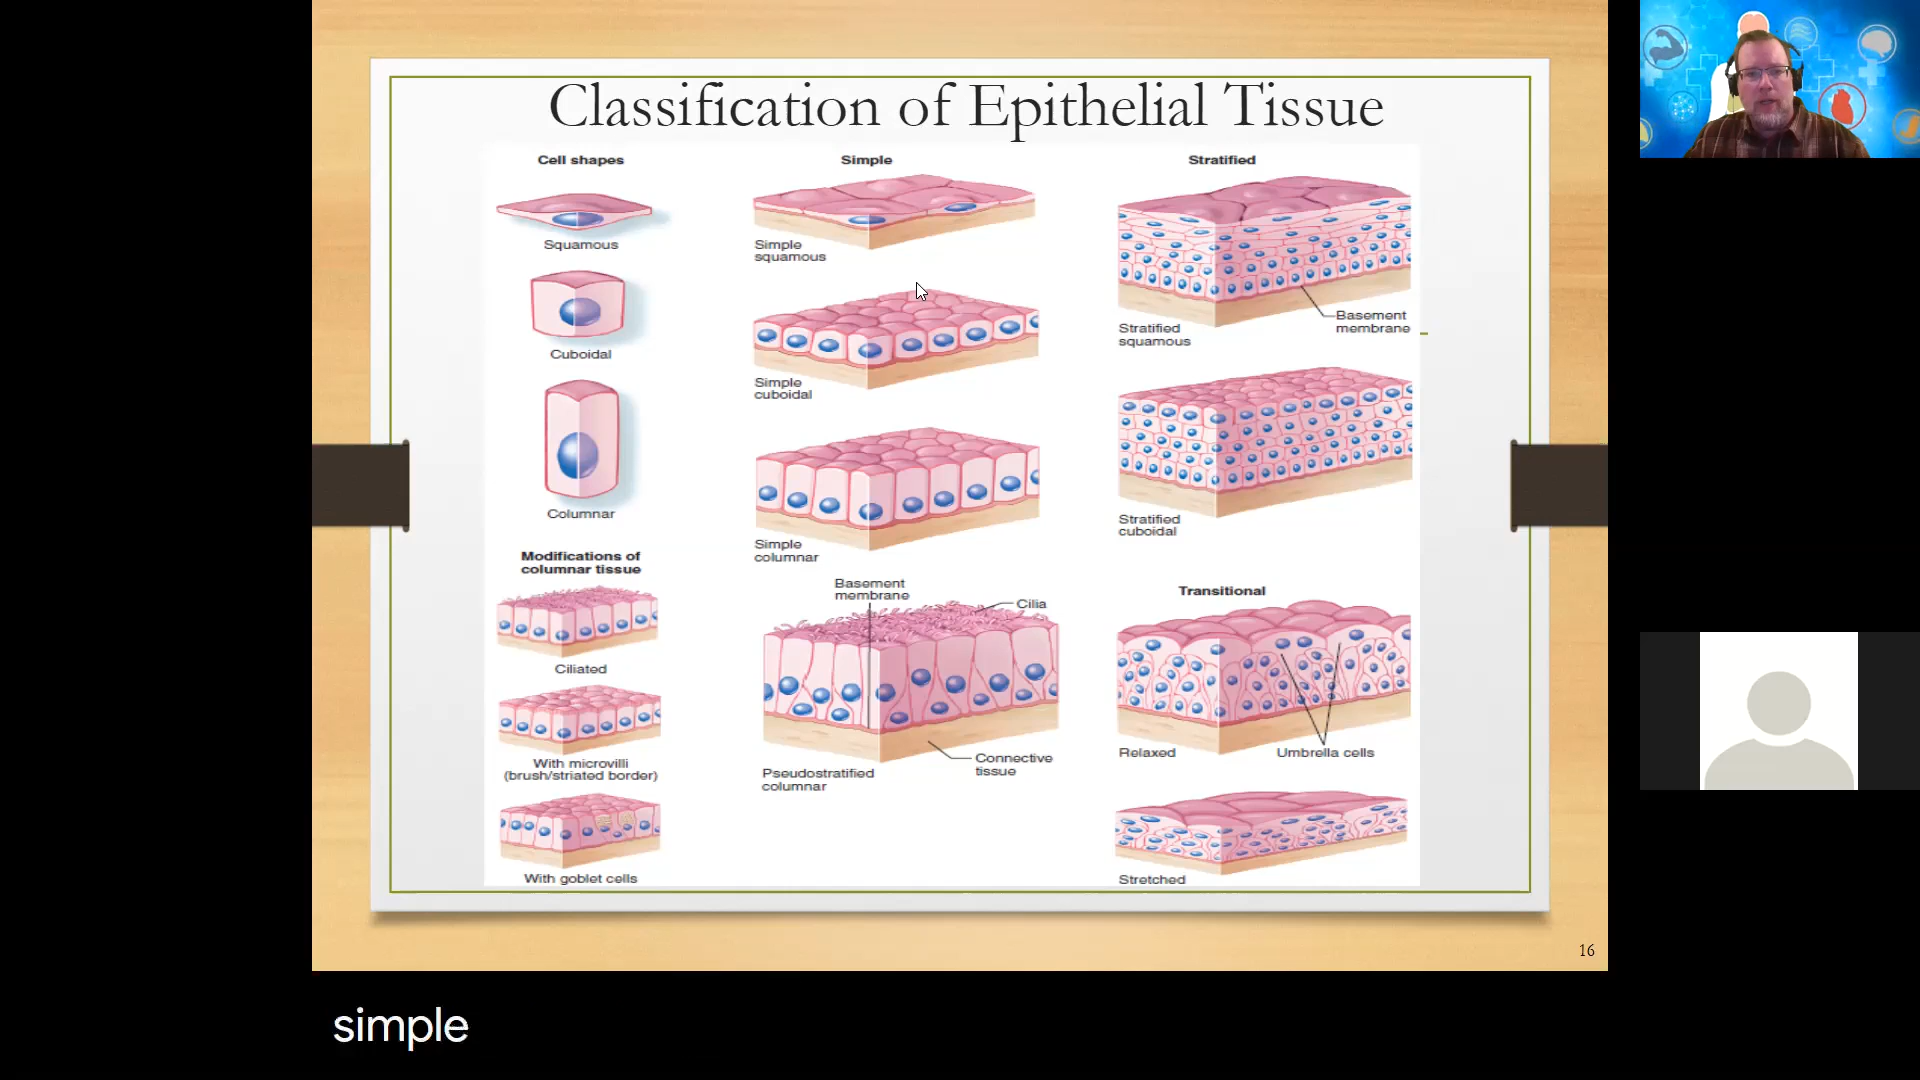 Classification of Epithelial Tissue
Cell shapes
Squamous
Cuboidal
Columnar
Modifications of
columnar tissue
Ciliated
With microvilli
(brush/striated border)
With goblet cells
Simple
Simple
squamous
Simple
cuboidal
Simple
columnar
Basement
membrane
Cilia
Connective
tissue
Pseudostratified
columnar
Stratified
Basement
membrane
Stratified
squamous
Stratified
cuboidal
Transitional
Relaxed
Umbrella cells
Stretched
16
simple